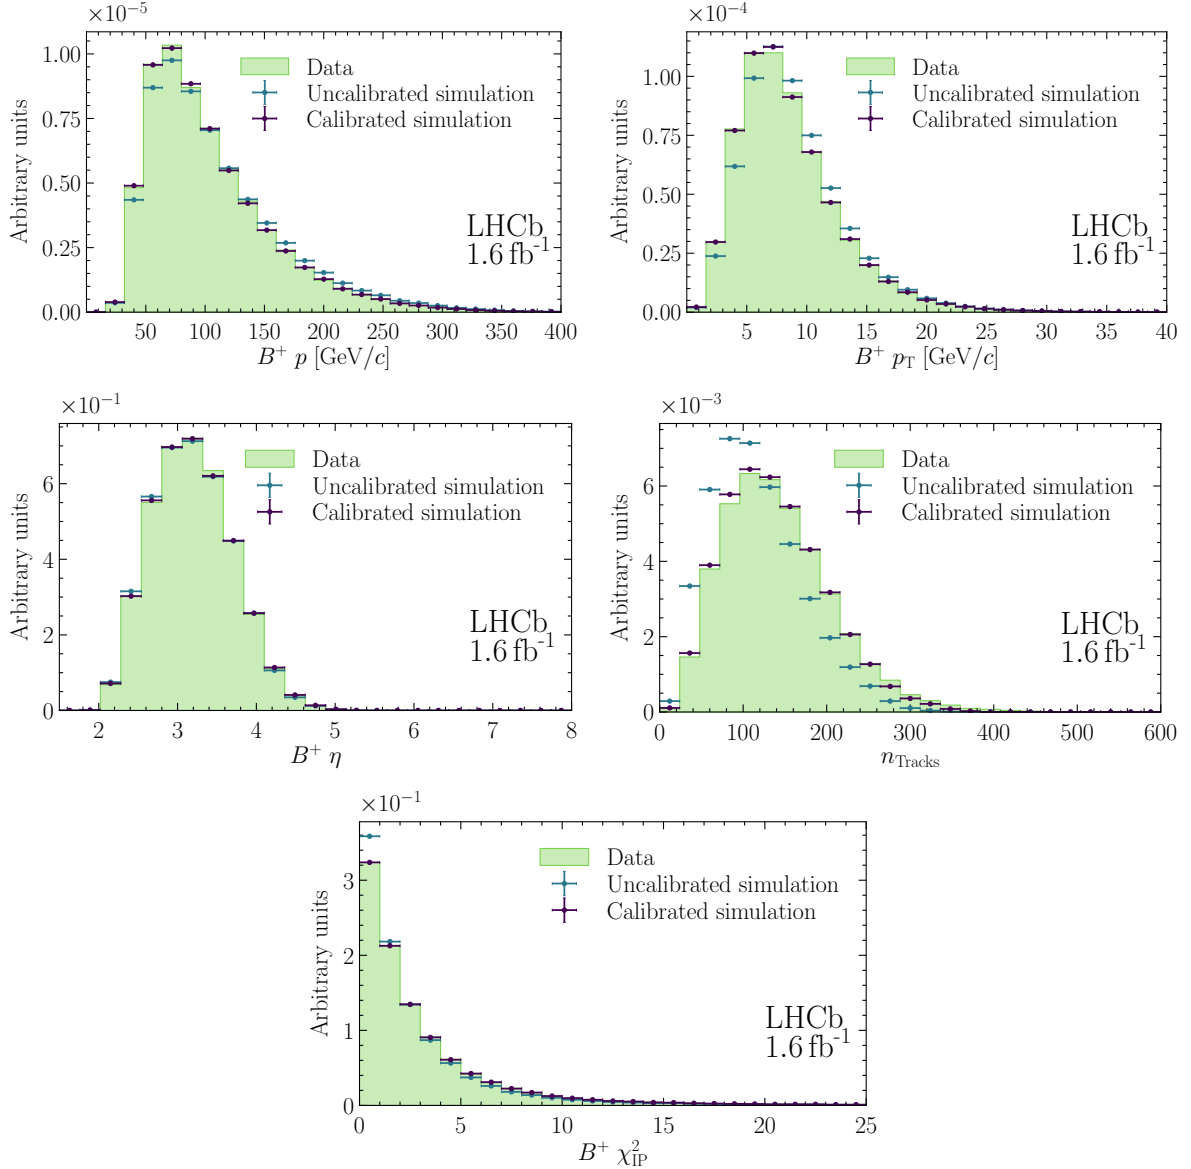 ×10⁻⁵
Arbitrary units
1.00
0.75
0.50
0.25
0.00
Data
Uncalibrated simulation
Calibrated simulation
LHCb
1.6 fb⁻¹
50 100 150 200 250 300 350 400
B⁺ p [GeV/c]
×10⁻⁴
Arbitrary units
1.00
0.75
0.50
0.25
0.00
Data
Uncalibrated simulation
Calibrated simulation
LHCb
1.6 fb⁻¹
5 10 15 20 25 30 35 40
B⁺ p_T [GeV/c]
×10⁻¹
Arbitrary units
6
4
2
0
Data
Uncalibrated simulation
Calibrated simulation
LHCb
1.6 fb⁻¹
2 3 4 5 6 7 8
B⁺ η
×10⁻³
Arbitrary units
6
4
2
0
Data
Uncalibrated simulation
Calibrated simulation
LHCb
1.6 fb⁻¹
0 100 200 300 400 500 600
n_Tracks
×10⁻¹
Arbitrary units
3
2
1
0
Data
Uncalibrated simulation
Calibrated simulation
LHCb
1.6 fb⁻¹
0 5 10 15 20 25
B⁺ χ²_IP